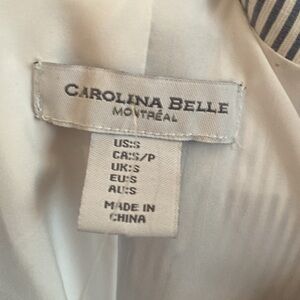 CAROLINA BELLE
MONTRÉAL
US:S
CA:S/P
UK:S
EU:S
AU:S
MADE IN
CHINA